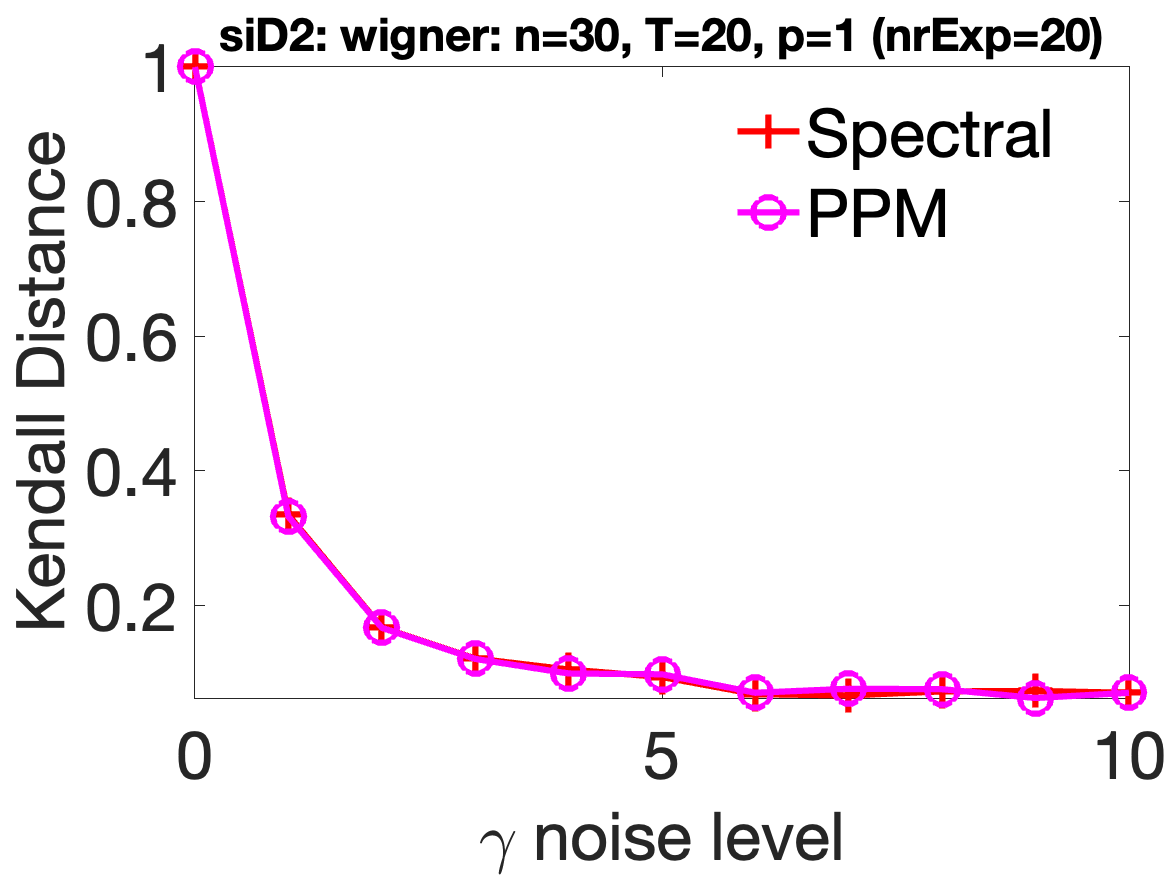 siD2: wigner: n=30, T=20, p=1 (nrExp=20)
1
0.8
0.6
0.4
0.2
Kendall Distance
Spectral
PPM
0 5 10
γ noise level